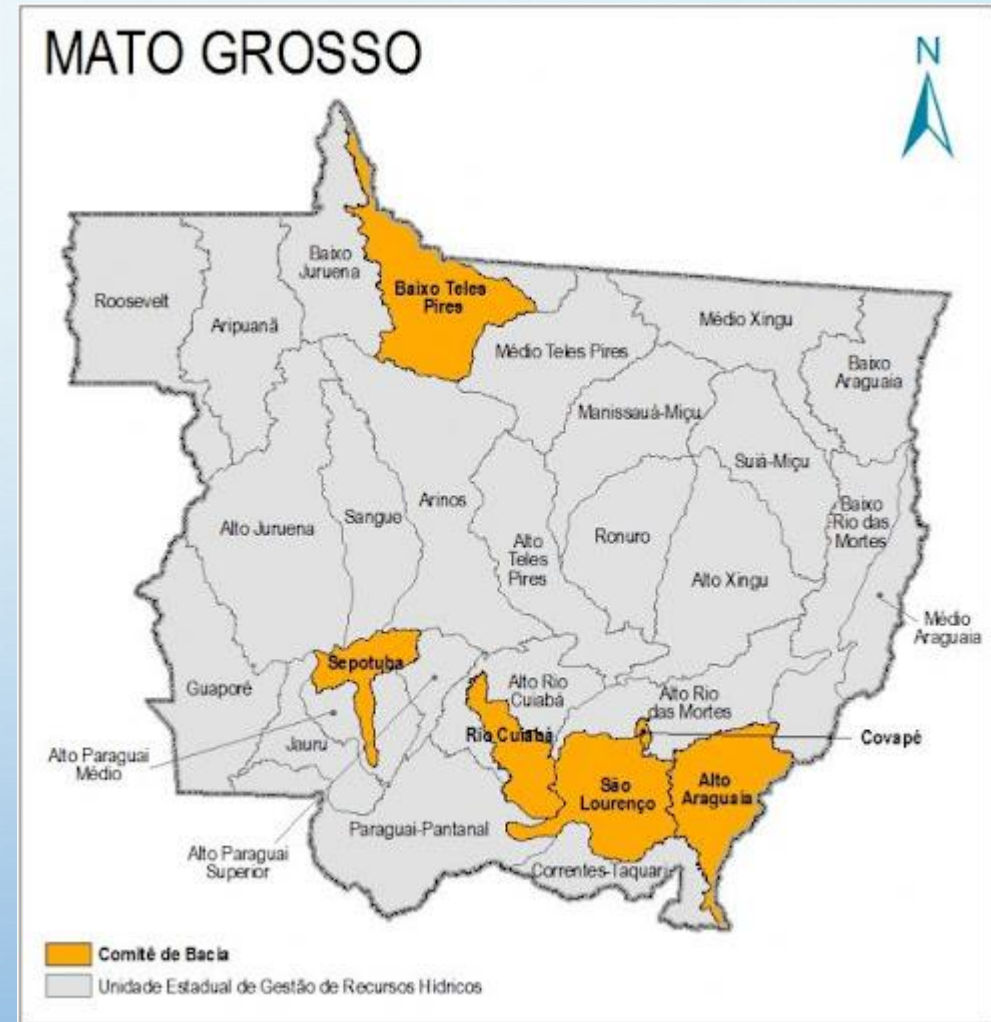 MATO GROSSO
N
Baixo
Juruena
Roosevelt
Aripuanã
Baixo Teles
Pires
Médio Teles Pires
Médio Xingu
Baixo
Araguaia
Manissauá-Miçu
Suiá-Miçu
Alto Juruena
Sangue
Arinos
Alto
Teles
Pires
Ronuro
Alto Xingu
Baixo
Rio das
Mortes
Médio
Araguaia
Guaporé
Sepotuba
Alto Rio
Cuiabá
Alto Rio
das Mortes
Rio Cuiabá
Covapé
Alto Paraguai
Médio
Jauru
São
Lourenço
Alto
Araguaia
Alto Paraguai
Superior
Paraguai-Pantanal
Correntes-Taquari
Comitê de Bacia
Unidade Estadual de Gestão de Recursos Hídricos